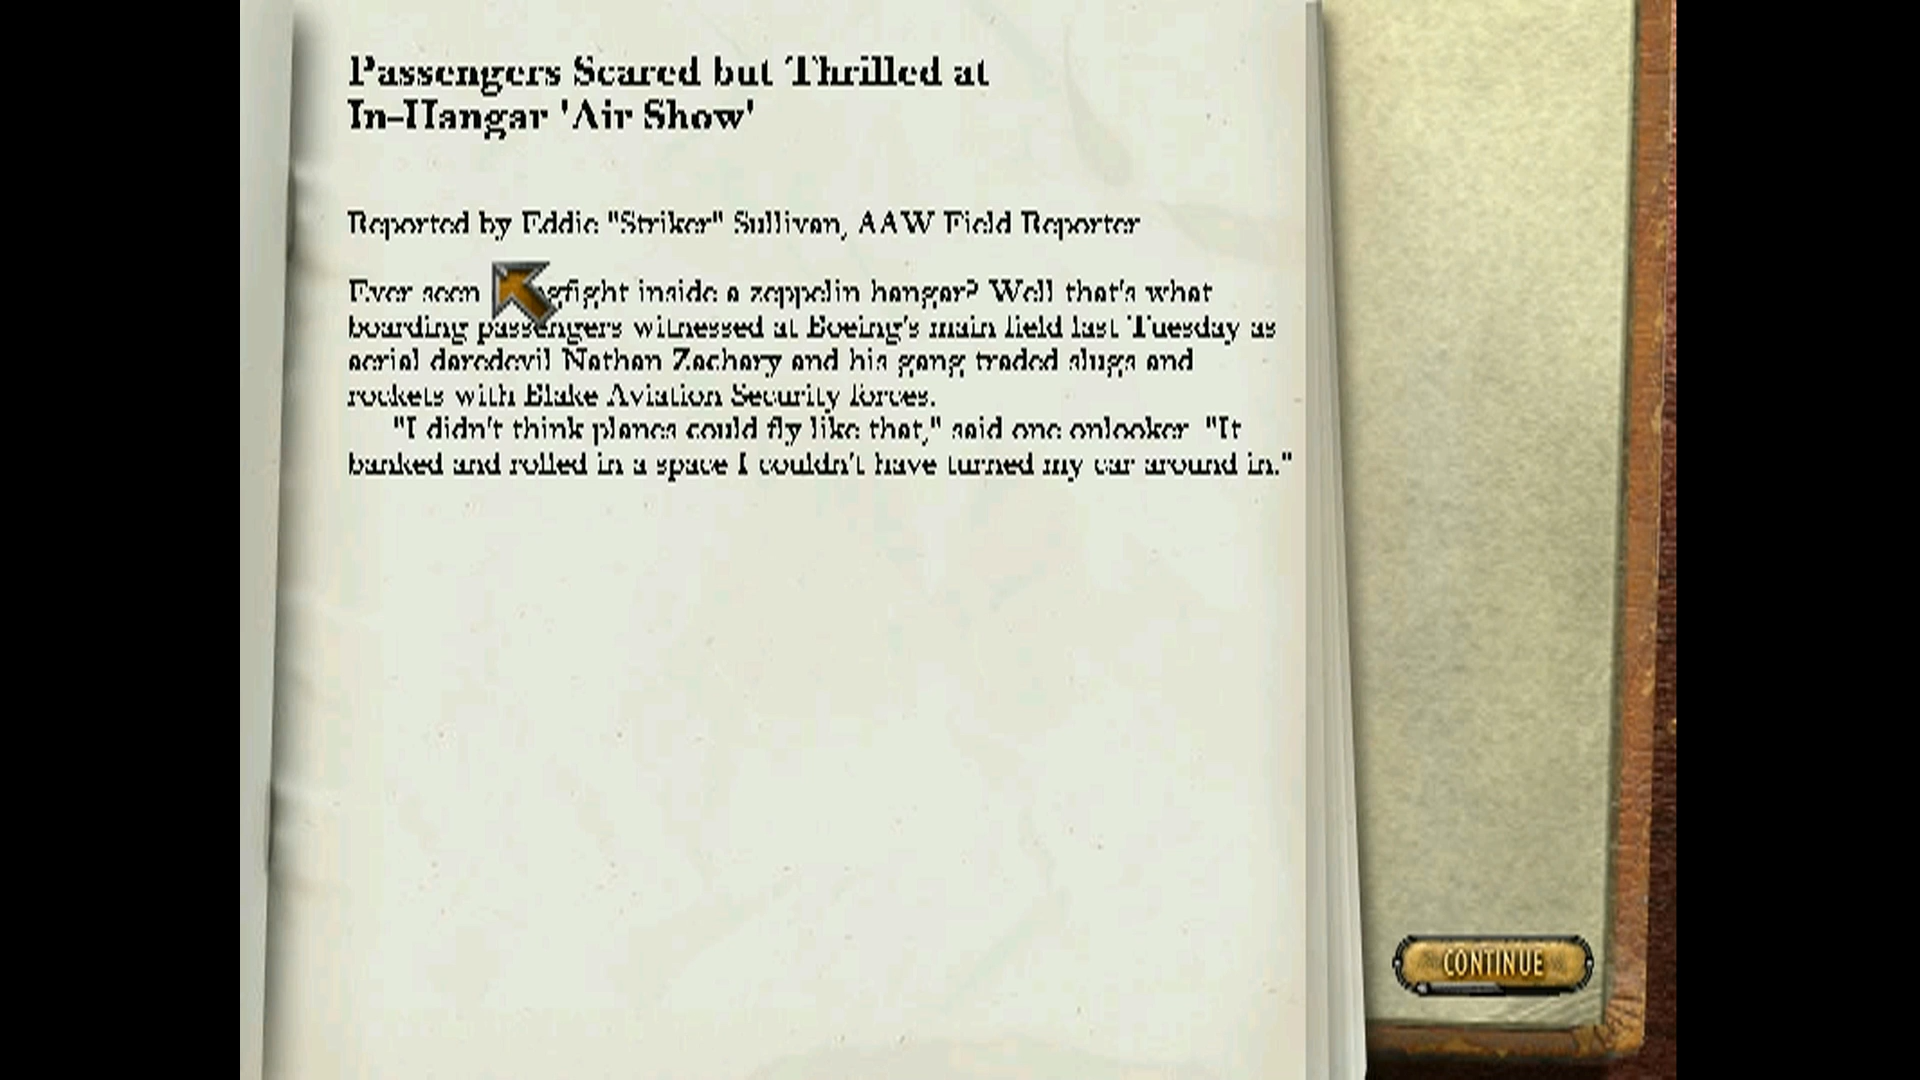 Passengers Scared but Thrilled at
In-Hangar 'Air Show'
Reported by Eddie "Striker" Sullivan, AAW Field Reporter
Ever seen gfight inside a zeppelin hangar? Well that's what
boarding passengers witnessed at Boeing's main field last Tuesday as
aerial daredevil Nathan Zachary and his gang traded slugs and
rockets with Blake Aviation Security forces.
"I didn't think planes could fly like that," said one onlooker. "It
banked and rolled in a space I couldn't have turned my car around in."
CONTINUE